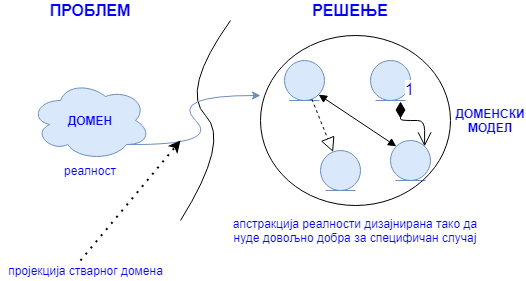 ПРОБЛЕМ
РЕШЕЊЕ
ДОМЕН
реалност
1
ДОМЕНСКИ
МОДЕЛ
апстракција реалности дизајнирана тако да
нуде довољно добра за специфичан случај
пројекција стварног домена